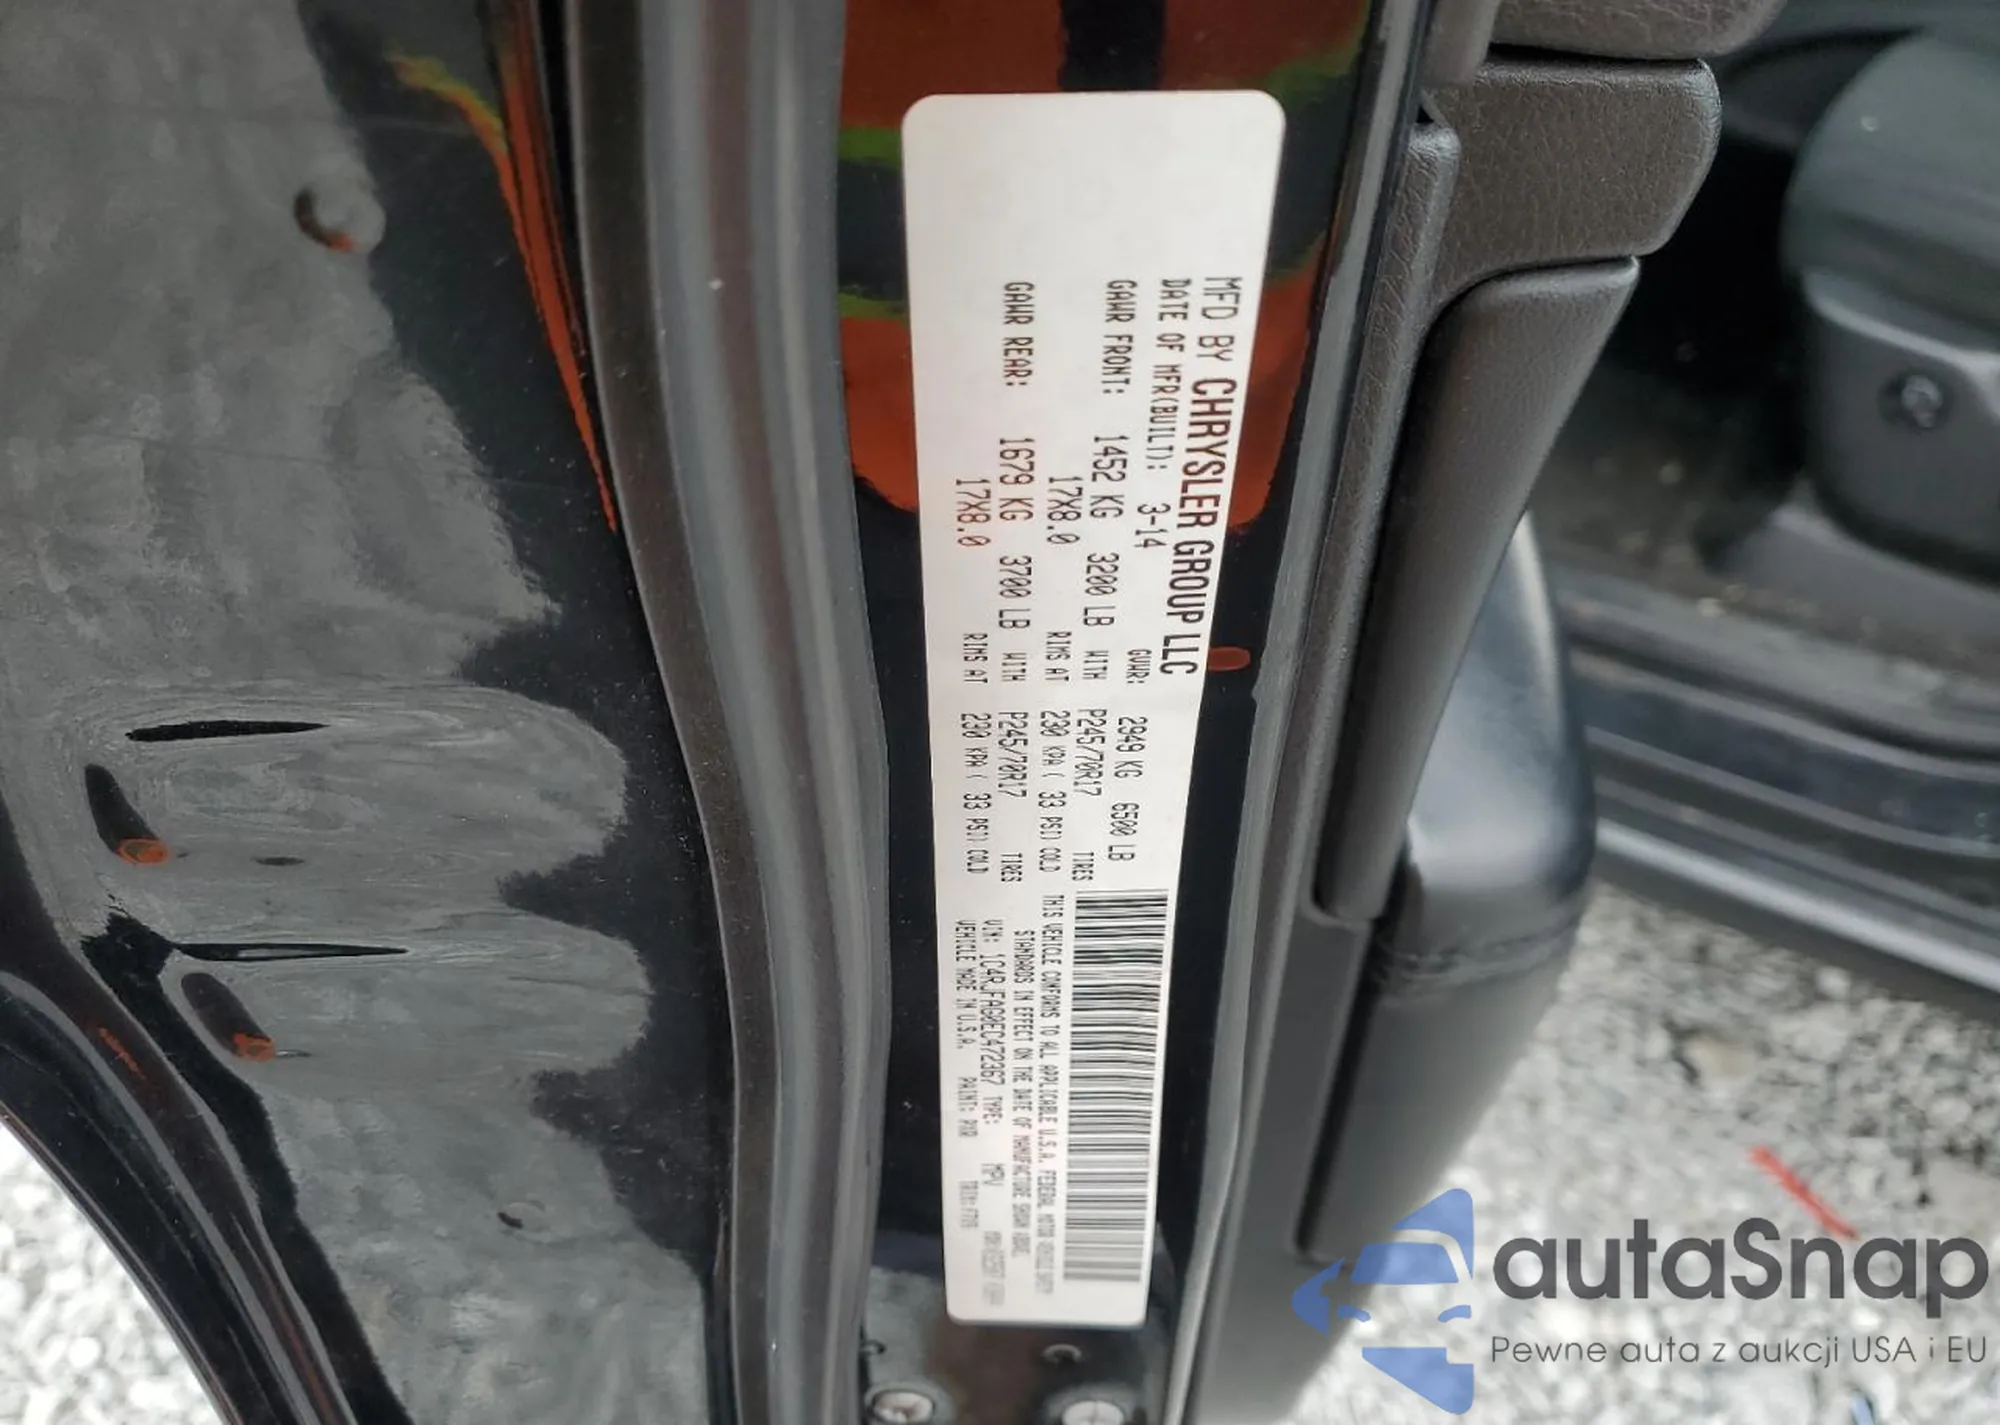 MFD BY CHRYSLER GROUP LLC
DATE OF MFR(BUILT): 3-14 GVWR: 2949 KG 6500 LB
GAWR FRONT: 1452 KG 3200 LB WITH P245/70R17 TIRES
17X8.0 RIMS AT 230 KPA( 33 PSI) COLD
GAWR REAR: 1679 KG 3700 LB WITH P245/70R17 TIRES
17X8.0 RIMS AT 230 KPA( 33 PSI) COLD
THIS VEHICLE CONFORMS TO ALL APPLICABLE U.S.A. FEDERAL MOTOR VEHICLE SAFETY
STANDARDS IN EFFECT ON THE DATE OF MANUFACTURE SHOWN ABOVE.
VIN: 1C4RJFAG0EC472367 TYPE: MPV
VEHICLE MADE IN U.S.A. PAINT: PXR TRIM:
autaSnap
Pewne auta z aukcji USA i EU